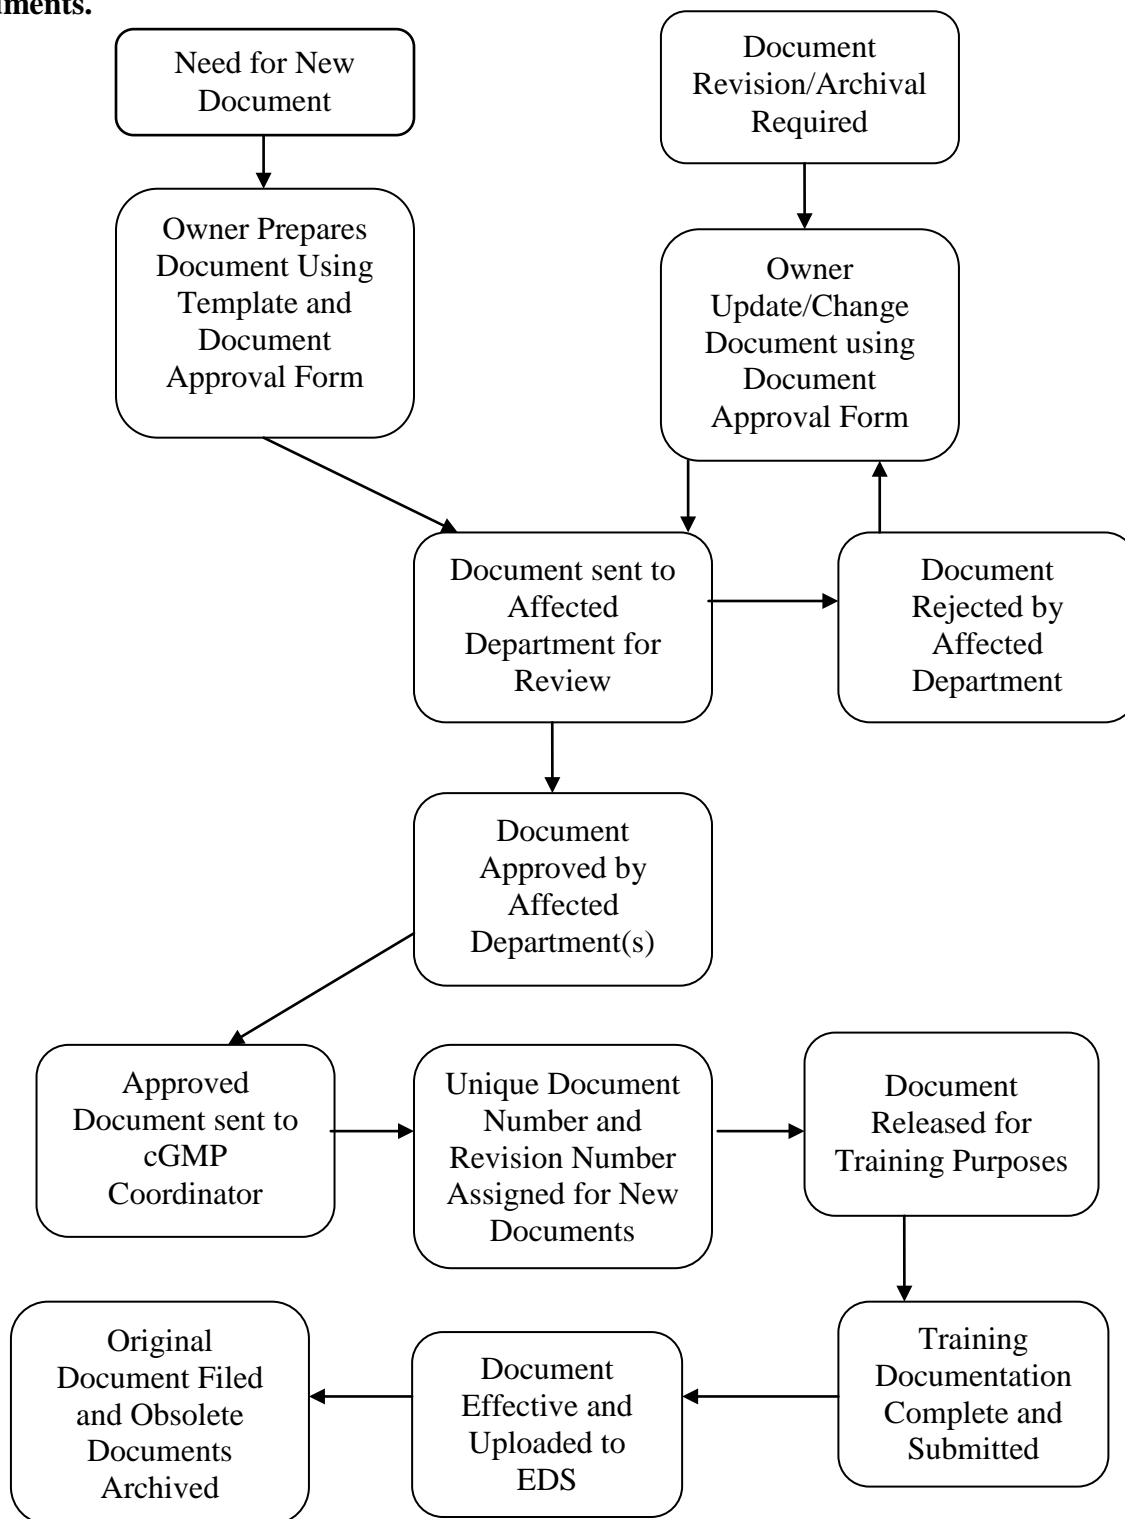 uments.
Need for New
Document
Document
Revision/Archival
Required
Owner Prepares
Document Using
Template and
Document
Approval Form
Owner
Update/Change
Document using
Document
Approval Form
Document sent to
Affected
Department for
Review
Document
Rejected by
Affected
Department
Document
Approved by
Affected
Department(s)
Approved
Document sent to
cGMP
Coordinator
Unique Document
Number and
Revision Number
Assigned for New
Documents
Document
Released for
Training Purposes
Original
Document Filed
and Obsolete
Documents
Archived
Document
Effective and
Uploaded to
EDS
Training
Documentation
Complete and
Submitted